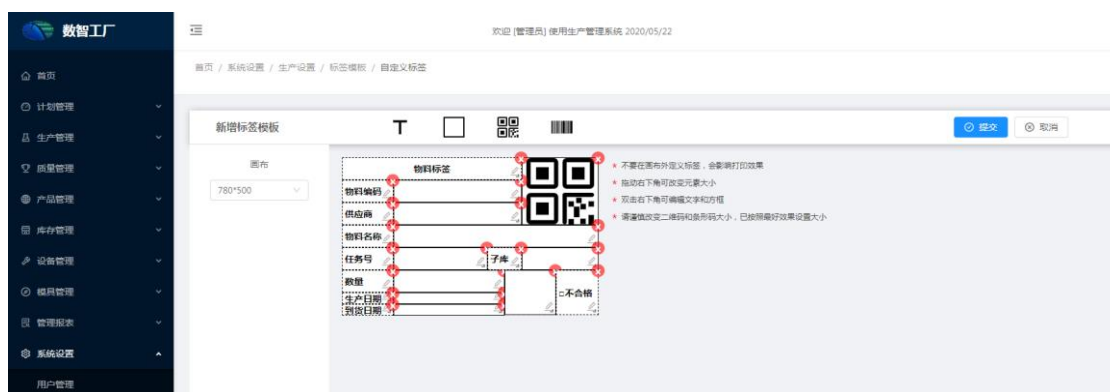 数智工厂
欢迎 [管理员] 使用生产管理系统 2020/05/22
首页
首页 / 系统设置 / 生产设置 / 标签模板 / 自定义标签
计划管理
生产管理
质量管理
产品管理
库存管理
设备管理
模具管理
管理报表
系统设置
用户管理
新增标签模板
T
提交
取消
画布
780*500
物料标签
物料编码
供应商
物料名称
任务号
子库
数量
生产日期
到货日期
□不合格
* 不要在画布外定义标签，会影响打印效果
* 拖动右下角可改变元素大小
* 双击右下角可编辑文字和方框
* 请谨慎改变二维码和条形码大小，已按照最好效果设置大小